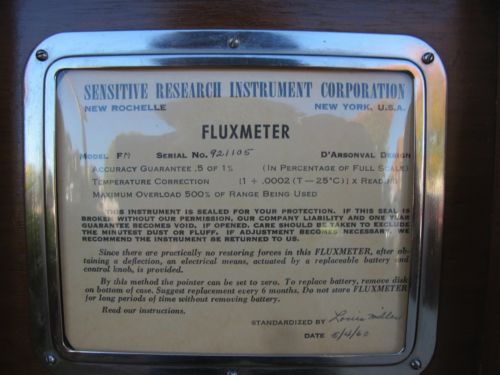 SENSITIVE RESEARCH INSTRUMENT CORPORATION
NEW ROCHELLE NEW YORK, U.S.A.
FLUXMETER
MODEL FM SERIAL NO. 921105 D'ARSONVAL DESIGN
ACCURACY GUARANTEE .5 OF 1% (IN PERCENTAGE OF FULL SCALE)
TEMPERATURE CORRECTION [1 + .0002 (T—25°C)] X READING
MAXIMUM OVERLOAD 500% OF RANGE BEING USED
THIS INSTRUMENT IS SEALED FOR YOUR PROTECTION. IF THIS SEAL IS
BROKEN WITHOUT OUR PERMISSION, OUR COMPANY LIABILITY AND ONE YEAR
GUARANTEE BECOMES VOID. IF OPENED, CARE SHOULD BE TAKEN TO EXCLUDE
THE MINUTEST DUST OR FLUFF. IF ADJUSTMENT BECOMES NECESSARY, WE
RECOMMEND THE INSTRUMENT BE RETURNED TO US.
Since there are practically no restoring forces in this FLUXMETER, after ob-
taining a deflection, an electrical means, actuated by a replaceable battery and
control knob, is provided.
By this method the pointer can be set to zero. To replace battery, remove disk
on bottom of case. Suggest replacement every 6 months. Do not store FLUXMETER
for long periods of time without removing battery.
Read our instructions.
STANDARDIZED BY Louis Miller
DATE 5/4/62